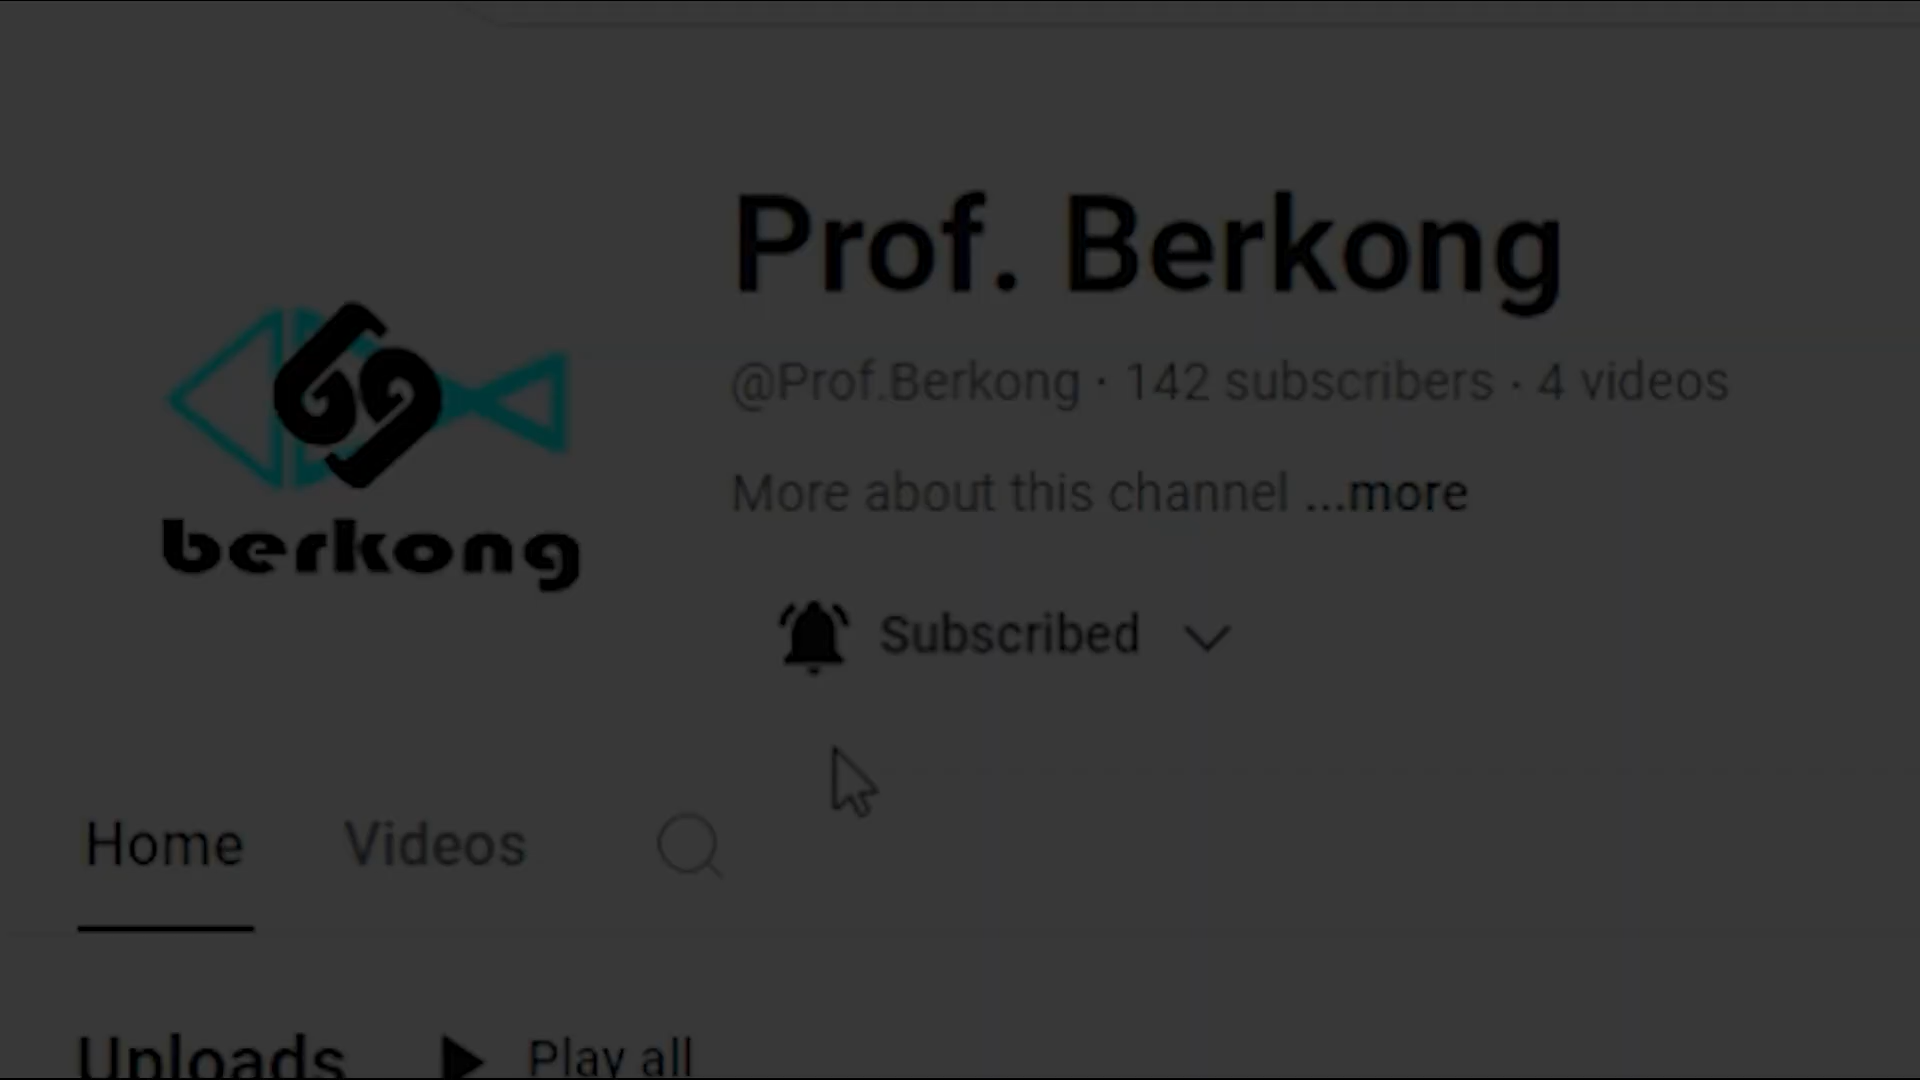 Prof. Berkong
@Prof.Berkong · 142 subscribers · 4 videos
More about this channel ...more
berkong
Subscribed
Home Videos
Uploads Play all